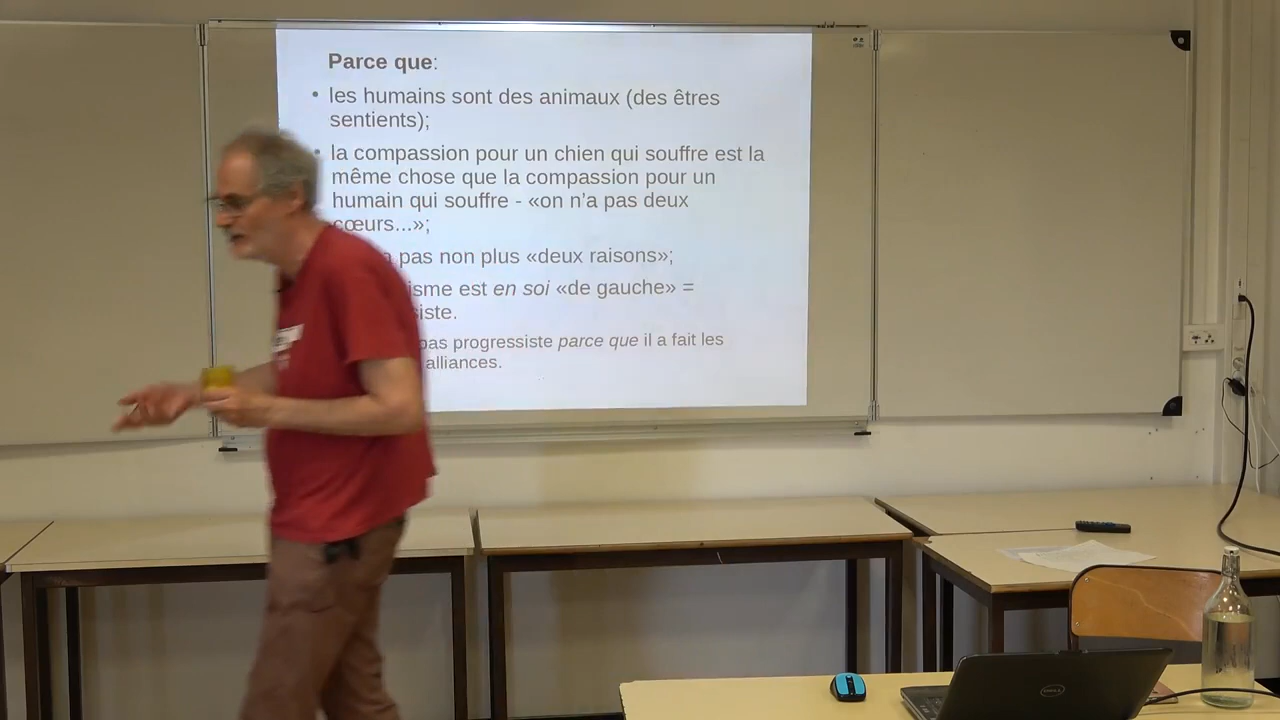 Parce que:
• les humains sont des animaux (des êtres
sentients);
• la compassion pour un chien qui souffre est la
même chose que la compassion pour un
humain qui souffre - «on n'a pas deux
cœurs...»;
pas non plus «deux raisons»;
est en soi «de gauche» =
pas progressiste parce que il a fait les
alliances.
DELL